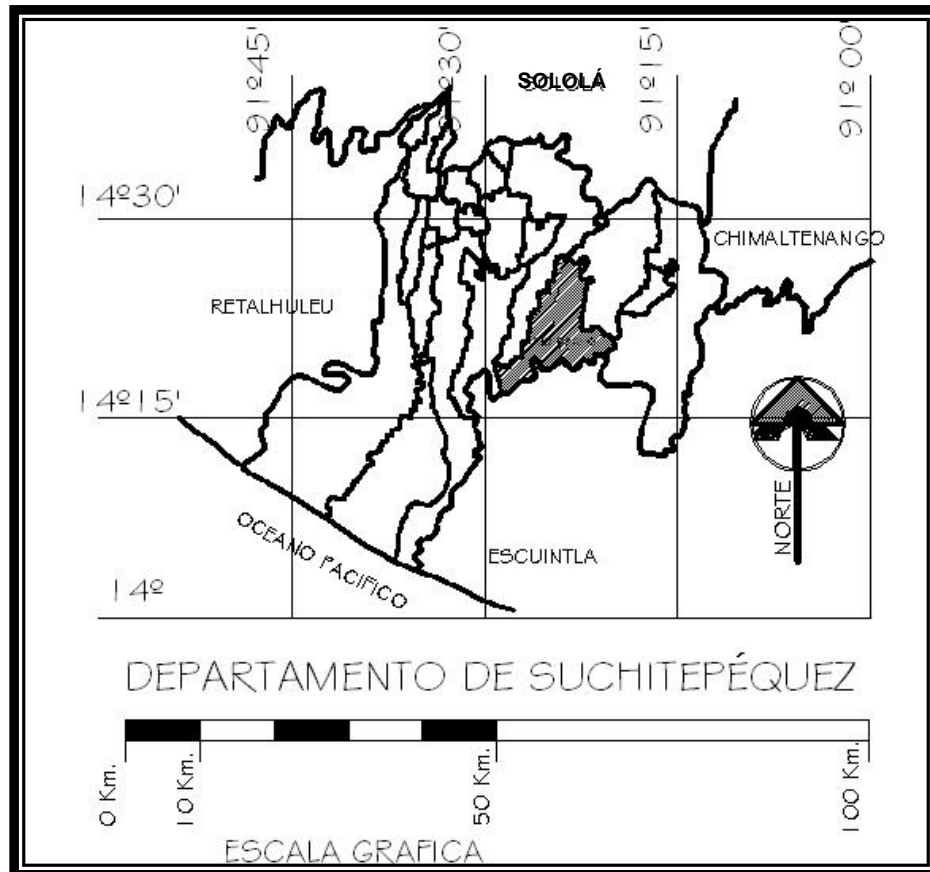 91º45'
91º30'
91º15'
91º00'
SOLOLÁ
14º30'
CHIMALTENANGO
RETALHULEU
14º15'
NORTE
OCEANO PACIFICO
ESCUINTLA
14º
DEPARTAMENTO DE SUCHITEPÉQUEZ
0 Km.
10 Km.
50 Km.
100 Km.
ESCALA GRAFICA